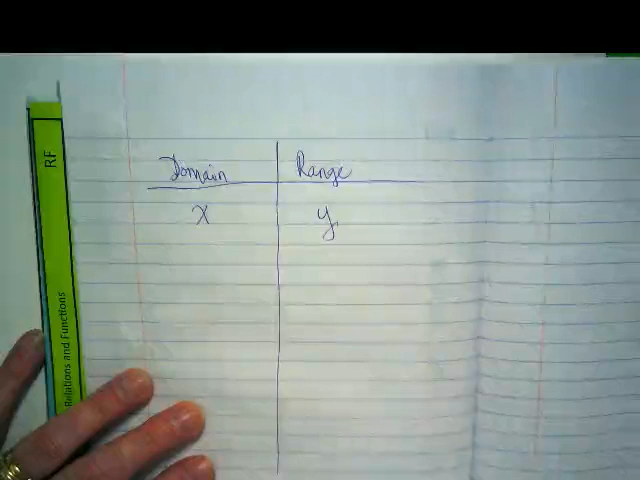 RF
Relations and Functions
Domain Range
x y